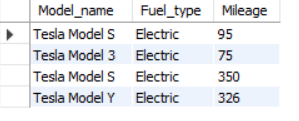 Model_name Fuel_type Mileage
Tesla Model S Electric 95
Tesla Model 3 Electric 75
Tesla Model S Electric 350
Tesla Model Y Electric 326